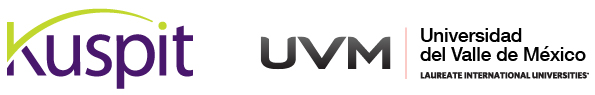 Kuspit
UVM
Universidad
del Valle de México
LAUREATE INTERNATIONAL UNIVERSITIES